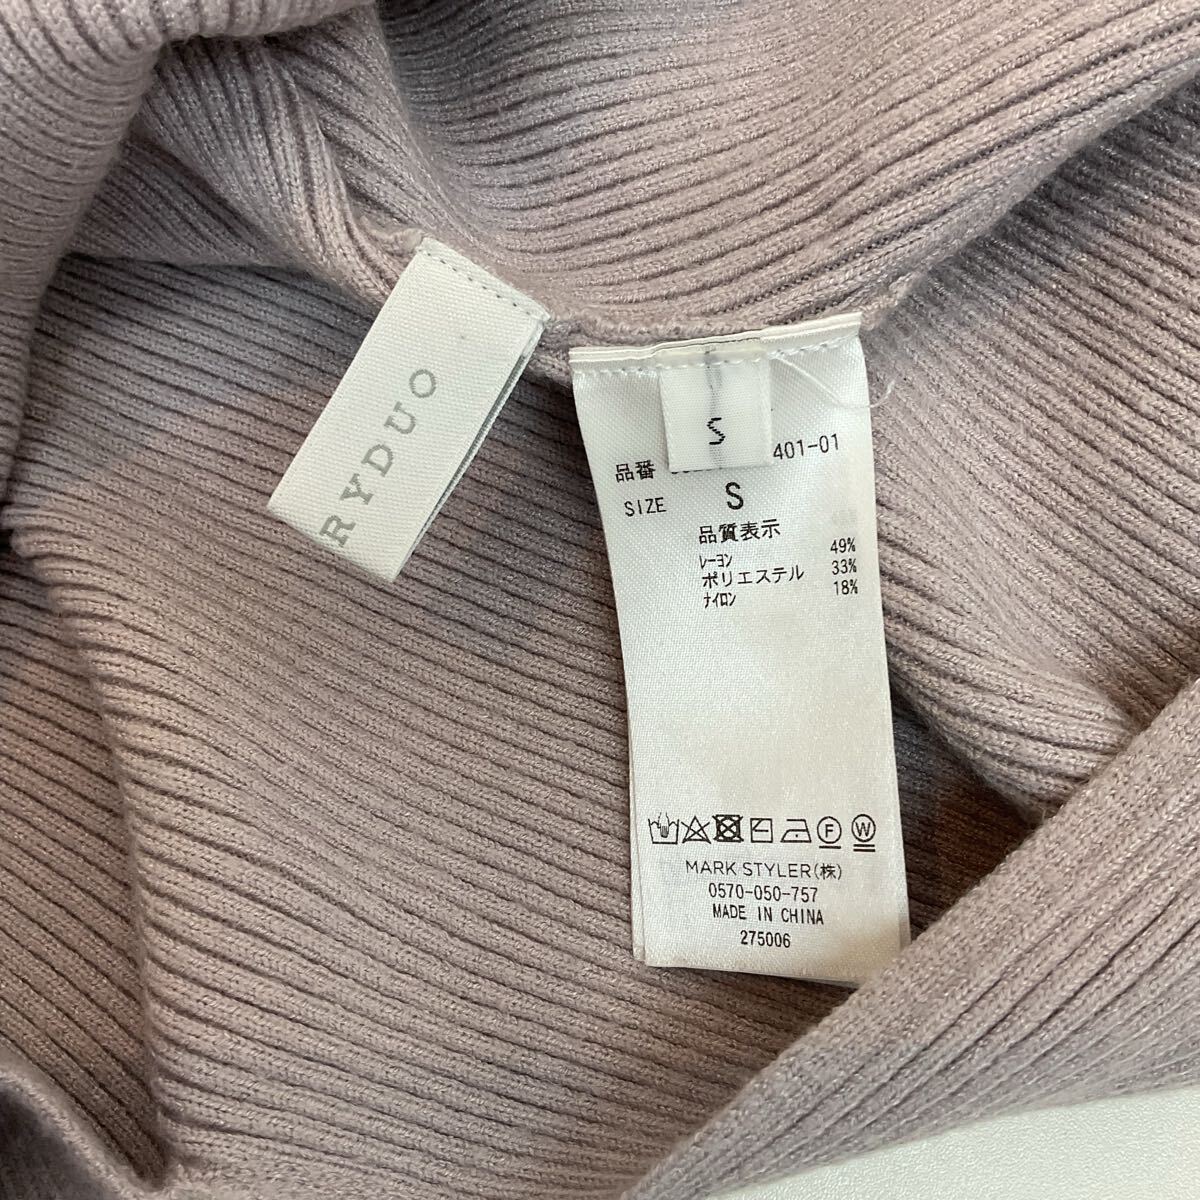 RYDUO
S
品番 401-01
SIZE S
品質表示
レーヨン 49%
ポリエステル 33%
ナイロン 18%
F W
MARK STYLER(株)
0570-050-757
MADE IN CHINA
275006